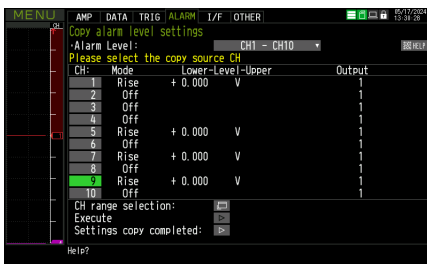 MENU AMP DATA TRIG ALARM I/F OTHER 05/17/2024
CH 13:30:28
Copy alarm level settings
・Alarm Level: CH1 - CH10 ▼ HELP
Please select the copy source CH
CH: Mode Lower-Level-Upper Output
1 Rise + 0.000 V 1
2 Off 1
3 Off 1
4 Off 1
5 Rise + 0.000 V 1
6 Off 1
7 Rise + 0.000 V 1
8 Off 1
9 Rise + 0.000 V 1
10 Off 1
CH range selection:
Execute
Settings copy completed:
Help?